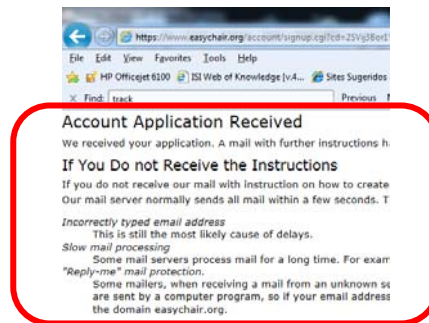 https://www.easychair.org/account/signup.cgi?
File Edit View Favorites Tools Help
HP Officejet 6100 ISI Web of Knowledge [v.4... Sites Sugeridos
X Find: track Previous
Account Application Received
We received your application. A mail with further instructions
If You Do not Receive the Instructions
If you do not receive our mail with instruction on how to create
Our mail server normally sends all mail within a few seconds. T
Incorrectly typed email address
This is still the most likely cause of delays.
Slow mail processing
Some mail servers process mail for a long time. For exam
"Reply-me" mail protection.
Some mailers, when receiving a mail from an unknown se
are sent by a computer program, so if your email address
the domain easychair.org.